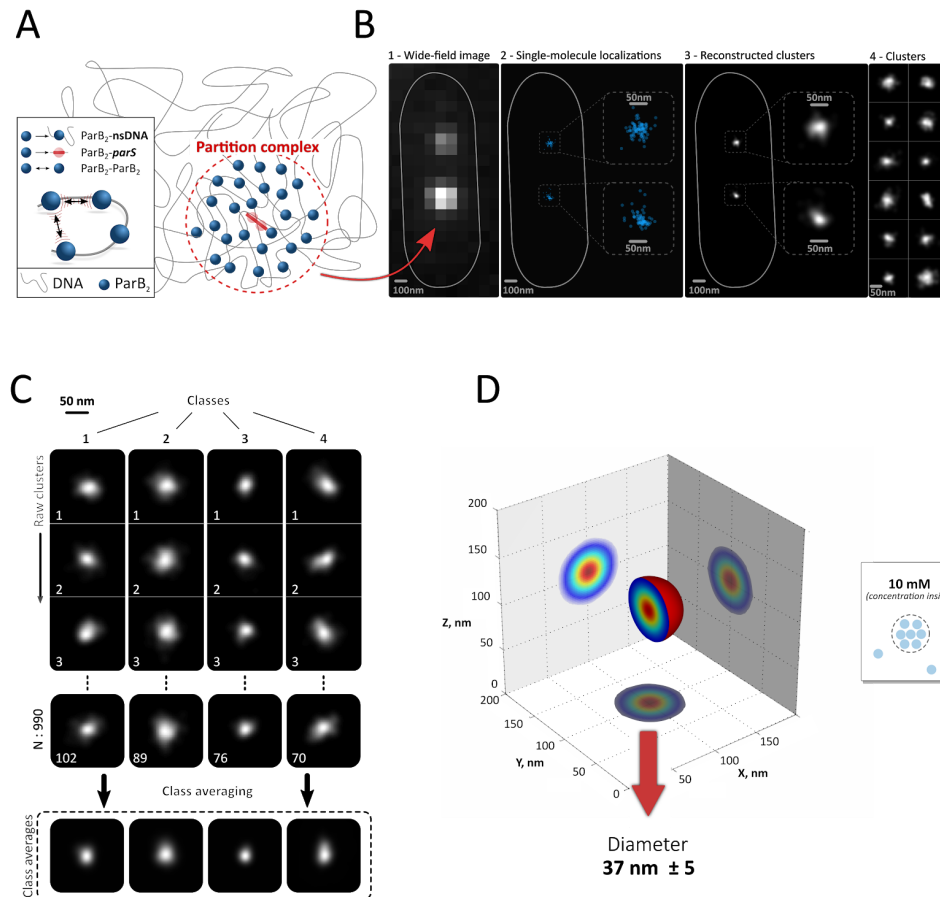 A
ParB2-nsDNA
ParB2-parS
ParB2-ParB2
DNA
ParB2
Partition complex
B
1 - Wide-field image
2 - Single-molecule localizations
3 - Reconstructed clusters
4 - Clusters
50nm
50nm
50nm
50nm
100nm
100nm
100nm
50nm
C
50 nm
Classes
1
2
3
4
Raw clusters
1
1
1
1
2
2
2
2
3
3
3
3
N : 990
102
89
76
70
Class averaging
Class averages
D
200
150
100
50
0
Z, nm
200
150
100
50
0
Y, nm
50
100
150
X, nm
Diameter
37 nm ± 5
10 mM
(concentration insi